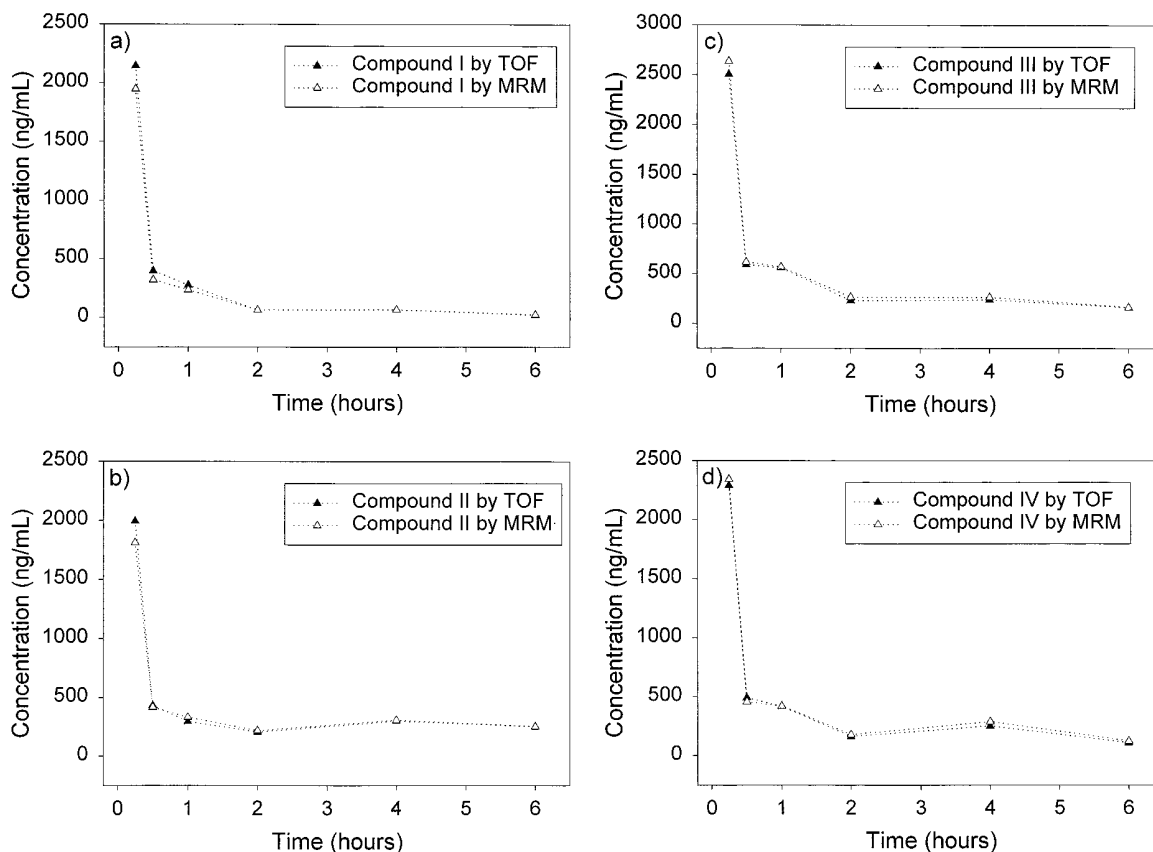 a)
2500
2000
1500
1000
500
0
Concentration (ng/mL)
Compound I by TOF
Compound I by MRM
0 1 2 3 4 5 6
Time (hours)
c)
3000
2500
2000
1500
1000
500
0
Concentration (ng/mL)
Compound III by TOF
Compound III by MRM
0 1 2 3 4 5 6
Time (hours)
b)
2500
2000
1500
1000
500
0
Concentration (ng/mL)
Compound II by TOF
Compound II by MRM
0 1 2 3 4 5 6
Time (hours)
d)
2500
2000
1500
1000
500
0
Concentration (ng/mL)
Compound IV by TOF
Compound IV by MRM
0 1 2 3 4 5 6
Time (hours)